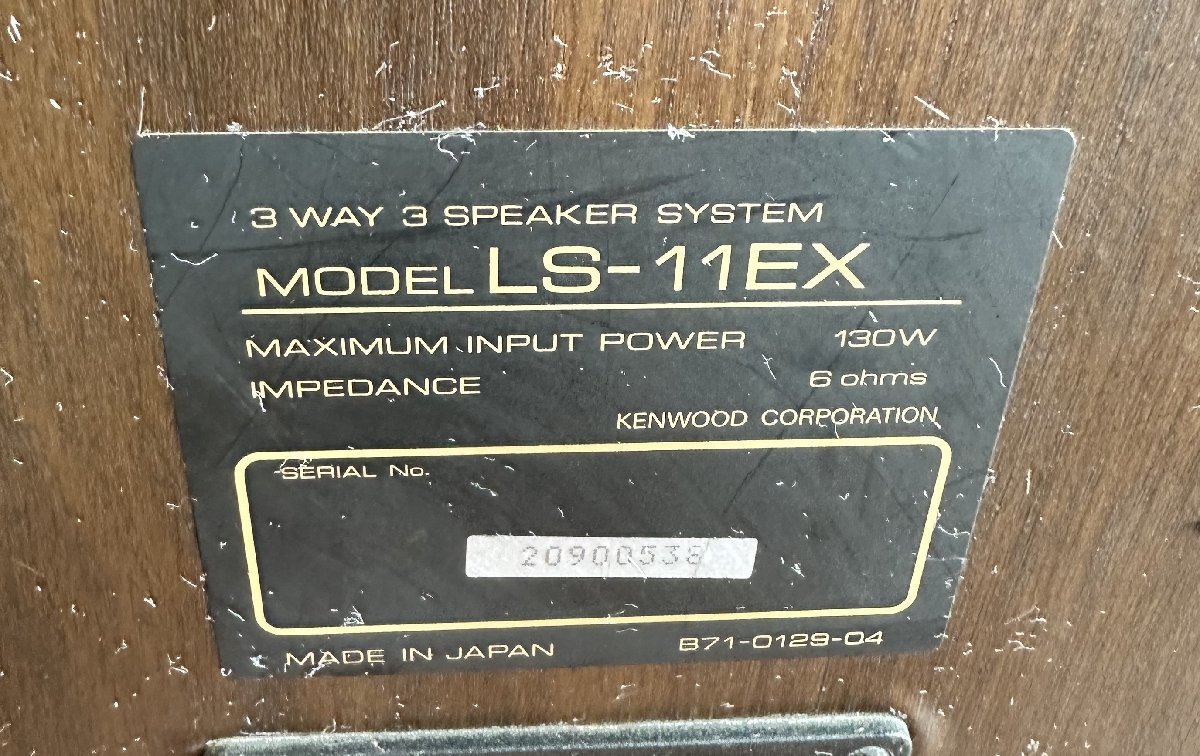 3 WAY 3 SPEAKER SYSTEM
MODEL LS-11EX
MAXIMUM INPUT POWER 130W
IMPEDANCE 6 ohms
KENWOOD CORPORATION
SERIAL No.
20900538
MADE IN JAPAN B71-0129-04